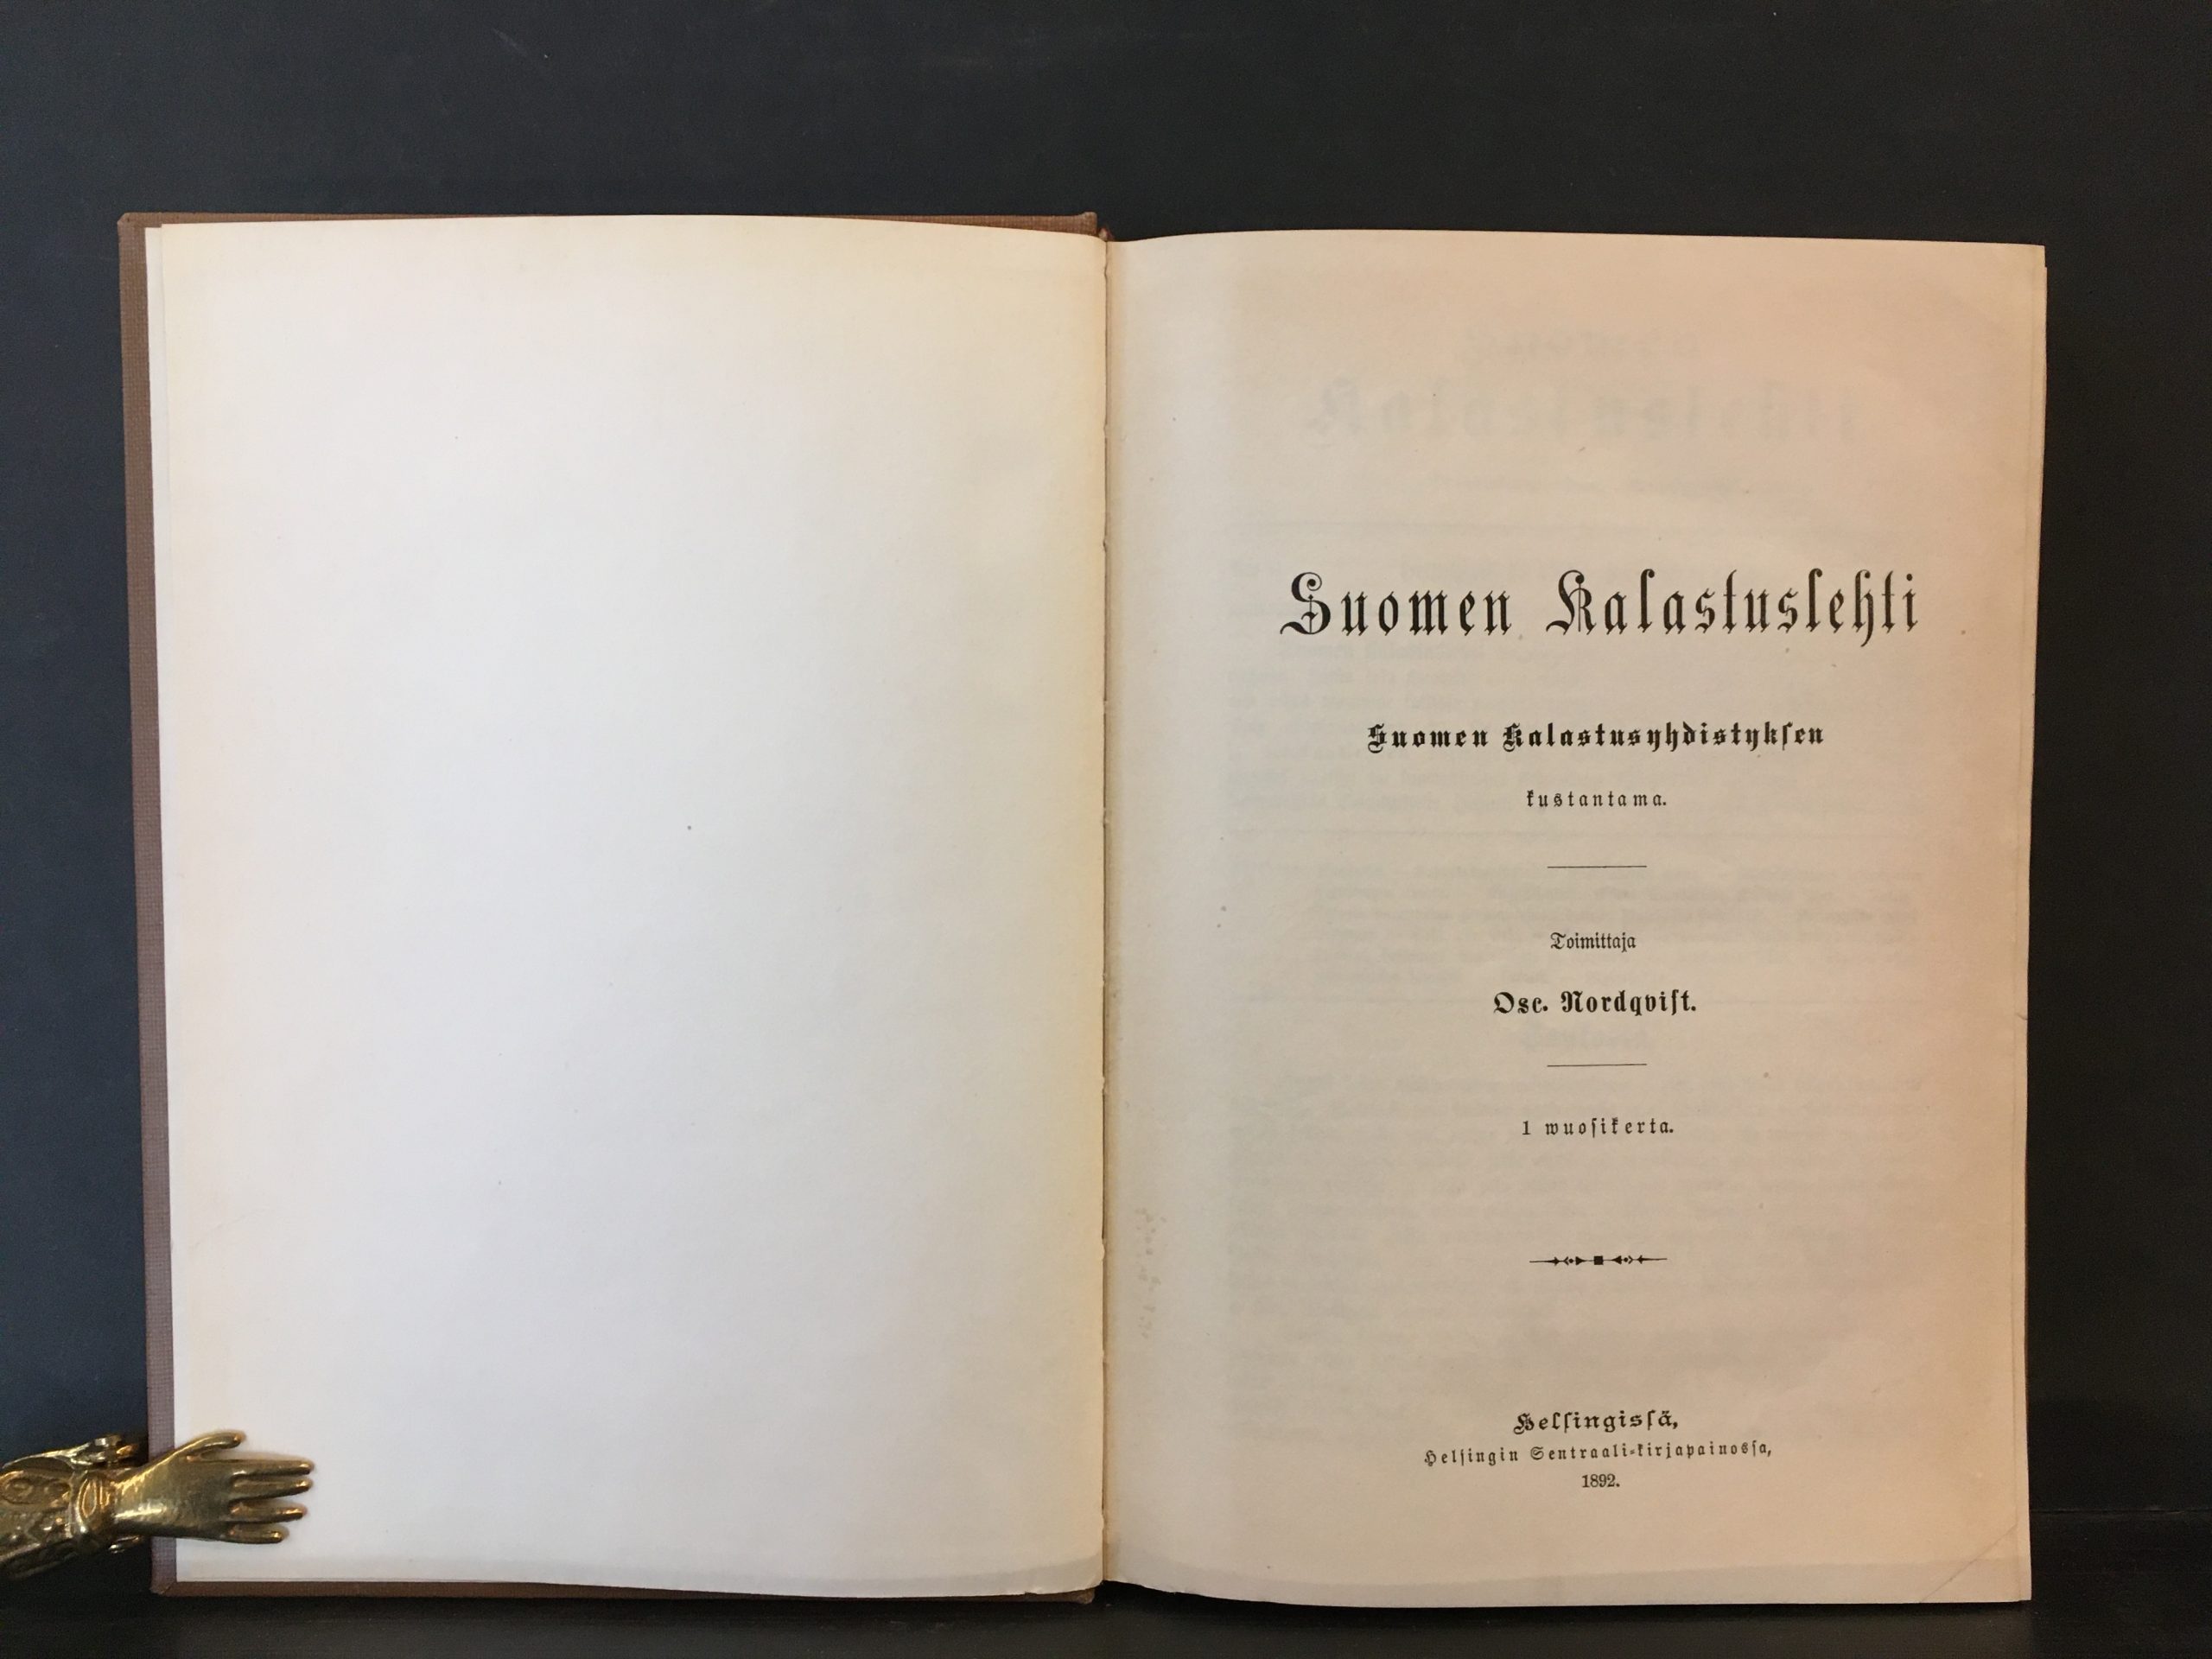 Suomen Kalastuslehti
Suomen Kalastusyhdistyksen
kustantama.
Toimittaja
Osc. Nordqvist.
1 wuosikerta.
Helsingissä,
Helsingin Sentraali-kirjapainossa,
1892.